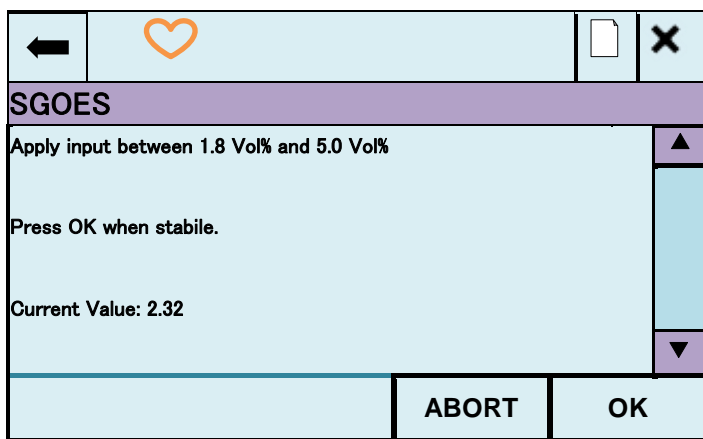 SGOES
Apply input between 1.8 Vol% and 5.0 Vol%
Press OK when stabile.
Current Value: 2.32
ABORT
OK